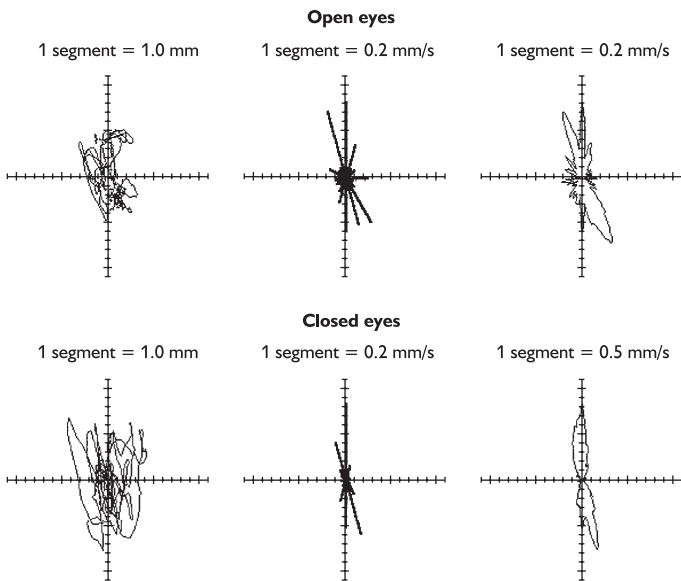 Open eyes
1 segment = 1.0 mm
1 segment = 0.2 mm/s
1 segment = 0.2 mm/s
Closed eyes
1 segment = 1.0 mm
1 segment = 0.2 mm/s
1 segment = 0.5 mm/s